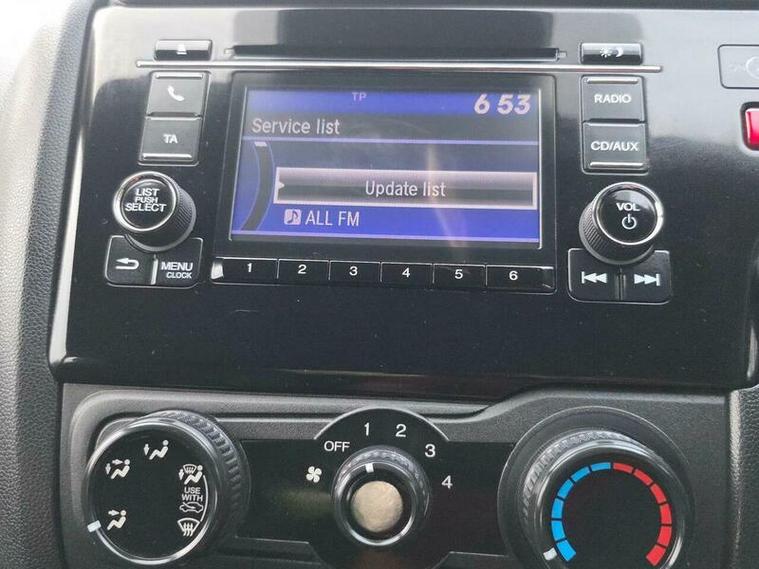 TP
6 53
Service list
Update list
ALL FM
RADIO
TA
CD/AUX
LIST
PUSH
SELECT
VOL
MENU
CLOCK
1 2 3 4 5 6
OFF 1 2 3 4
USE
WITH